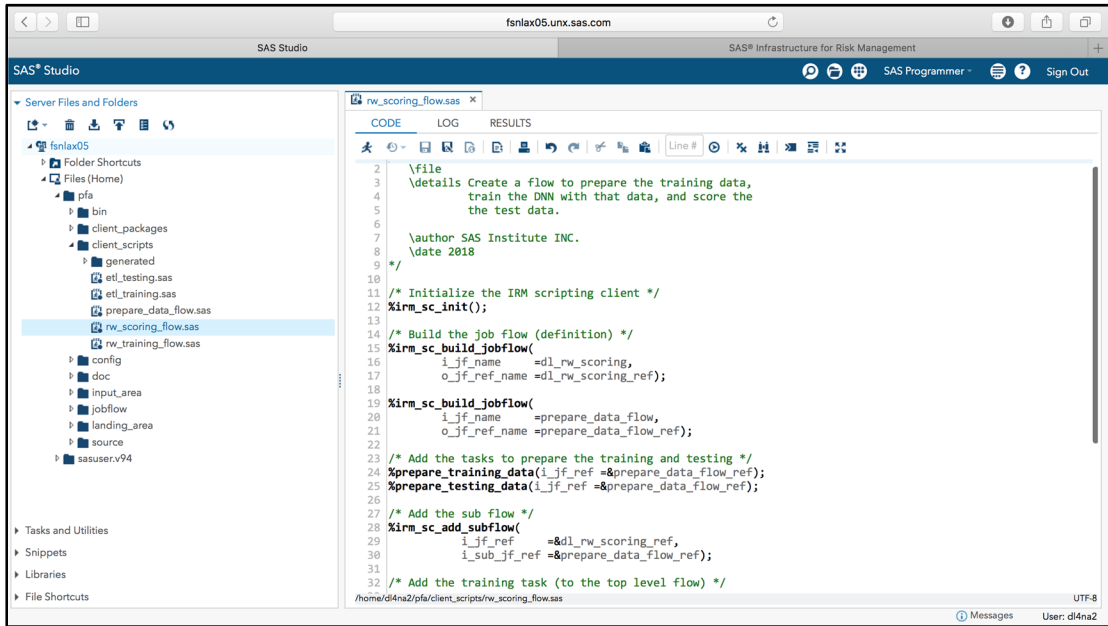 fsnlax05.unx.sas.com
SAS Studio
SAS® Infrastructure for Risk Management
SAS® Studio
SAS Programmer
Sign Out
Server Files and Folders
fsnlax05
Folder Shortcuts
Files (Home)
pfa
bin
client_packages
client_scripts
generated
etl_testing.sas
etl_training.sas
prepare_data_flow.sas
rw_scoring_flow.sas
rw_training_flow.sas
config
doc
input_area
jobflow
landing_area
source
sasuser.v94
Tasks and Utilities
Snippets
Libraries
File Shortcuts
rw_scoring_flow.sas
CODE LOG RESULTS
Line #
2 \file
3 \details Create a flow to prepare the training data,
4 train the DNN with that data, and score the
5 the test data.
6
7 \author SAS Institute INC.
8 \date 2018
9 */
10
11 /* Initialize the IRM scripting client */
12 %irm_sc_init();
13
14 /* Build the job flow (definition) */
15 %irm_sc_build_jobflow(
16 i_jf_name =dl_rw_scoring,
17 o_jf_ref_name =dl_rw_scoring_ref);
18
19 %irm_sc_build_jobflow(
20 i_jf_name =prepare_data_flow,
21 o_jf_ref_name =prepare_data_flow_ref);
22
23 /* Add the tasks to prepare the training and testing */
24 %prepare_training_data(i_jf_ref =&prepare_data_flow_ref);
25 %prepare_testing_data(i_jf_ref =&prepare_data_flow_ref);
26
27 /* Add the sub flow */
28 %irm_sc_add_subflow(
29 i_jf_ref =&dl_rw_scoring_ref,
30 i_sub_jf_ref =&prepare_data_flow_ref);
31
32 /* Add the training task (to the top level flow) */
/home/dl4na2/pfa/client_scripts/rw_scoring_flow.sas
UTF-8
Messages
User: dl4na2